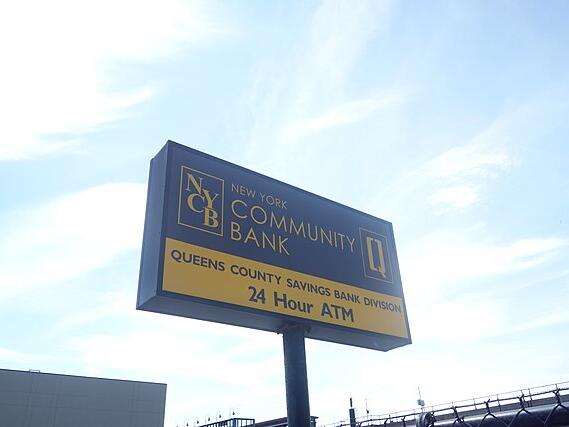 NYCB
NEW YORK
COMMUNITY
BANK
Q
QUEENS COUNTY SAVINGS BANK DIVISION
24 Hour ATM